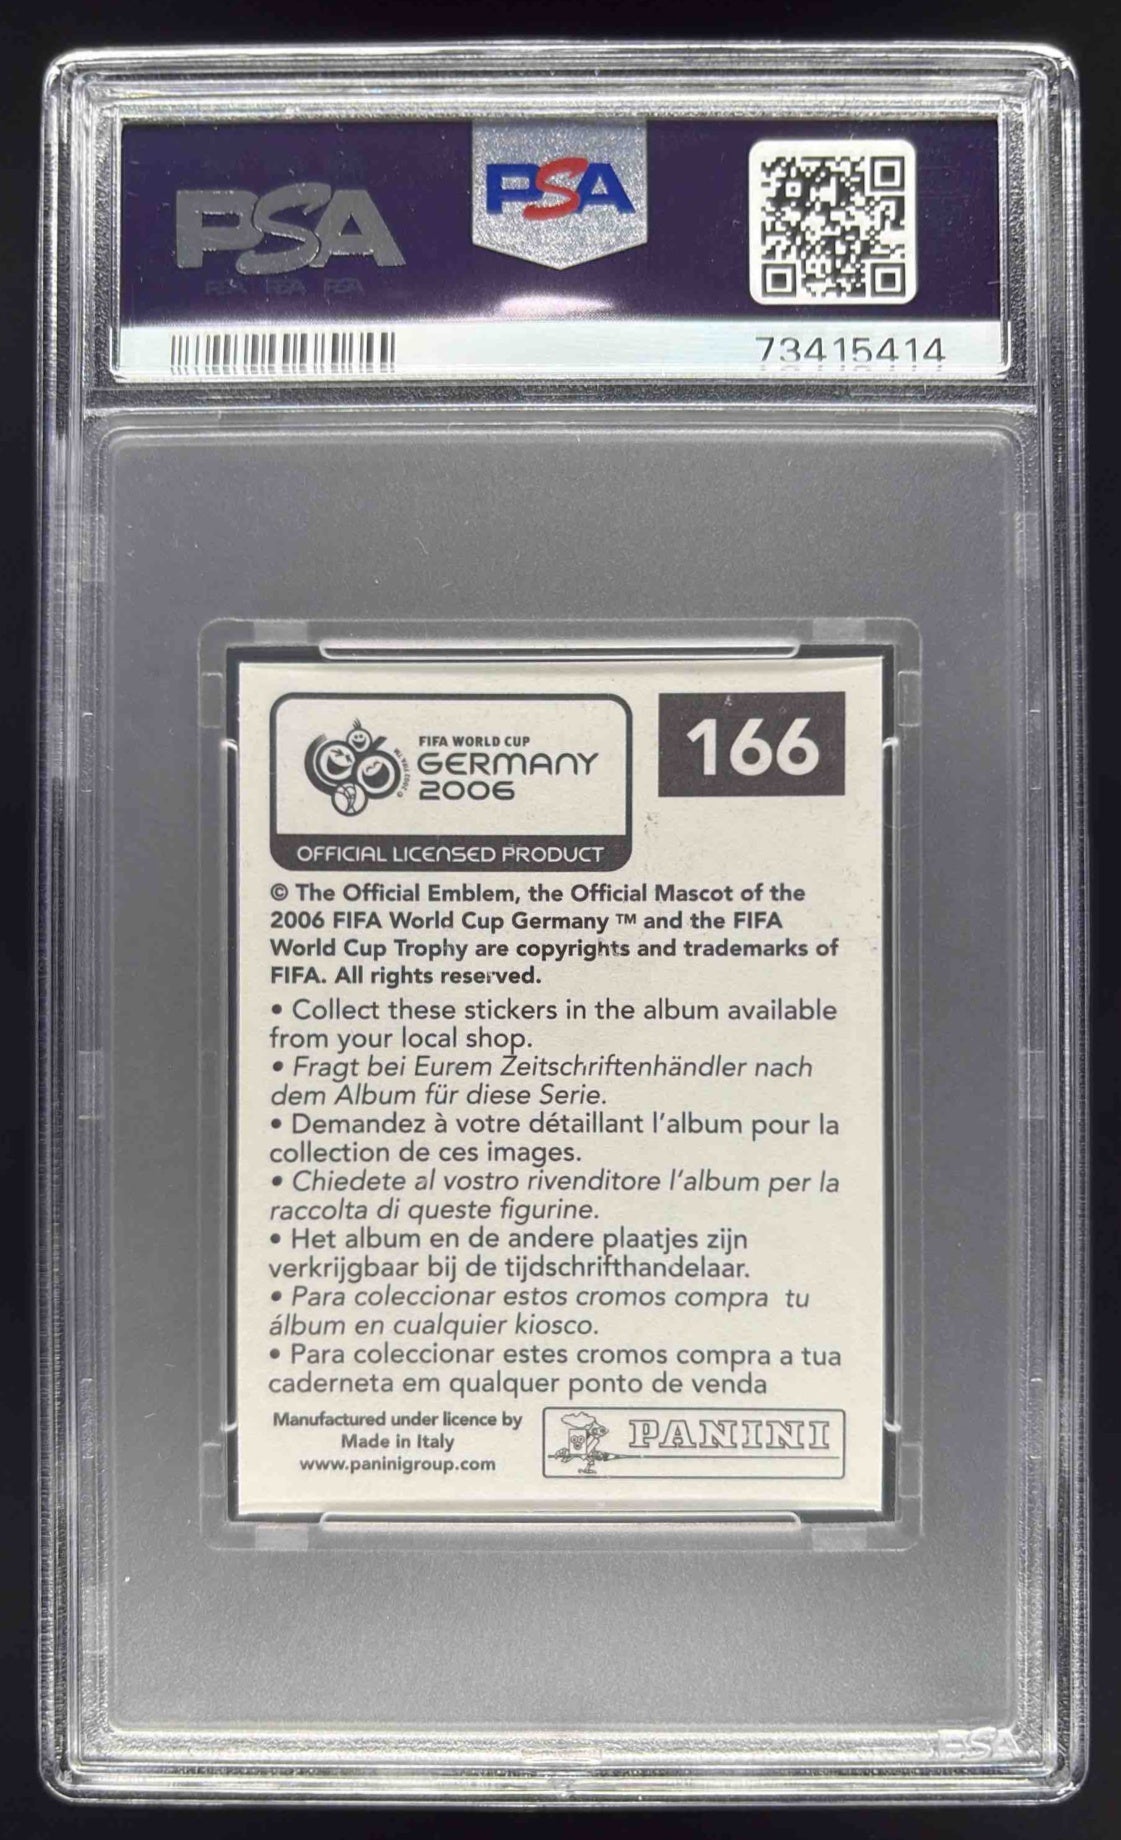 PSA
PSA
PSA PSA PSA
73415414
FIFA WORLD CUP
GERMANY
2006
166
OFFICIAL LICENSED PRODUCT
© The Official Emblem, the Official Mascot of the
2006 FIFA World Cup Germany ™ and the FIFA
World Cup Trophy are copyrights and trademarks of
FIFA. All rights reserved.
• Collect these stickers in the album available
from your local shop.
• Fragt bei Eurem Zeitschriftenhändler nach
dem Album für diese Serie.
• Demandez à votre détaillant l'album pour la
collection de ces images.
• Chiedete al vostro rivenditore l'album per la
raccolta di queste figurine.
• Het album en de andere plaatjes zijn
verkrijgbaar bij de tijdschrifthandelaar.
• Para coleccionar estos cromos compra tu
álbum en cualquier kiosco.
• Para coleccionar estes cromos compra a tua
caderneta em qualquer ponto de venda
Manufactured under licence by
Made in Italy
www.paninigroup.com
PANINI
PSA